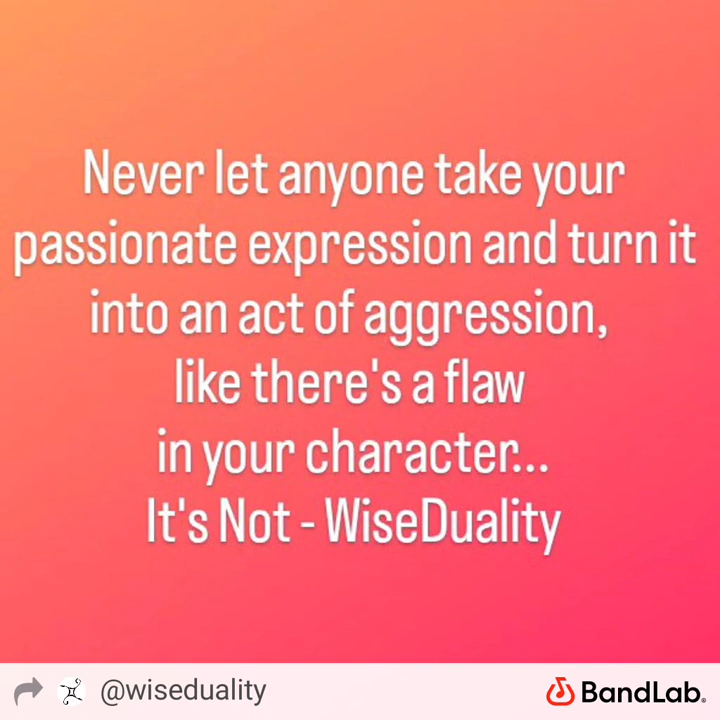 Never let anyone take your
passionate expression and turn it
into an act of aggression,
like there's a flaw
in your character...
It's Not - WiseDuality
@wiseduality
BandLab.